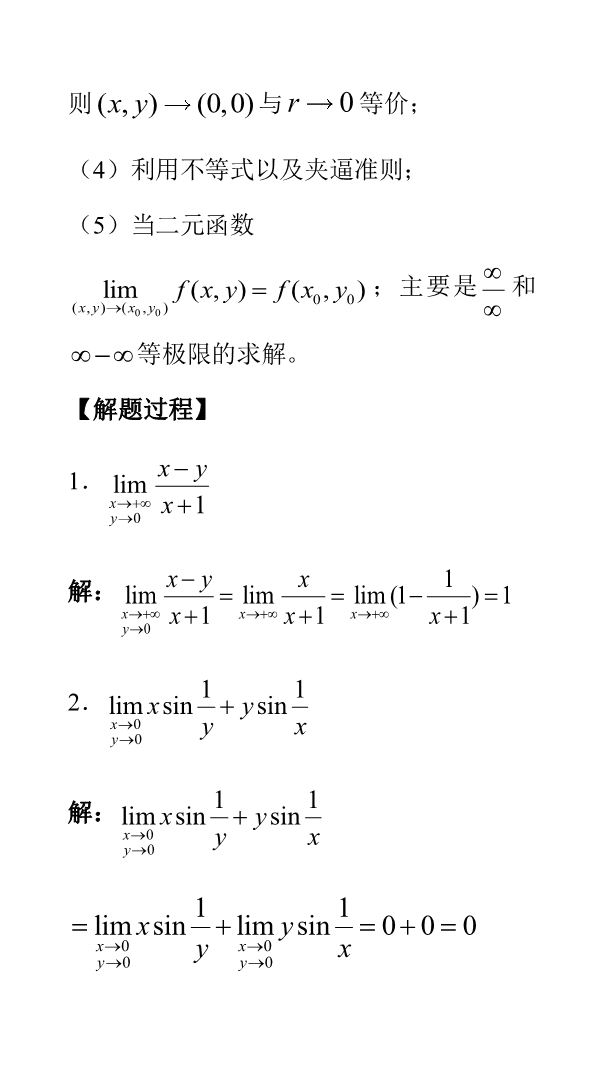 则 $(x, y) \to (0,0)$ 与 $r \to 0$ 等价；
（4）利用不等式以及夹逼准则；
（5）当二元函数
$\lim\limits_{(x,y)\to(x_0,y_0)} f(x,y) = f(x_0,y_0)$；主要是 $\frac{\infty}{\infty}$ 和
$\infty - \infty$ 等极限的求解。
【解题过程】
1．$\lim\limits_{\substack{x\to+\infty \\ y\to 0}} \frac{x-y}{x+1}$
解：$\lim\limits_{\substack{x\to+\infty \\ y\to 0}} \frac{x-y}{x+1} = \lim\limits_{x\to+\infty} \frac{x}{x+1} = \lim\limits_{x\to+\infty} (1-\frac{1}{x+1}) = 1$
2．$\lim\limits_{\substack{x\to 0 \\ y\to 0}} x\sin\frac{1}{y} + y\sin\frac{1}{x}$
解：$\lim\limits_{\substack{x\to 0 \\ y\to 0}} x\sin\frac{1}{y} + y\sin\frac{1}{x}$
$= \lim\limits_{\substack{x\to 0 \\ y\to 0}} x\sin\frac{1}{y} + \lim\limits_{\substack{x\to 0 \\ y\to 0}} y\sin\frac{1}{x} = 0+0=0$